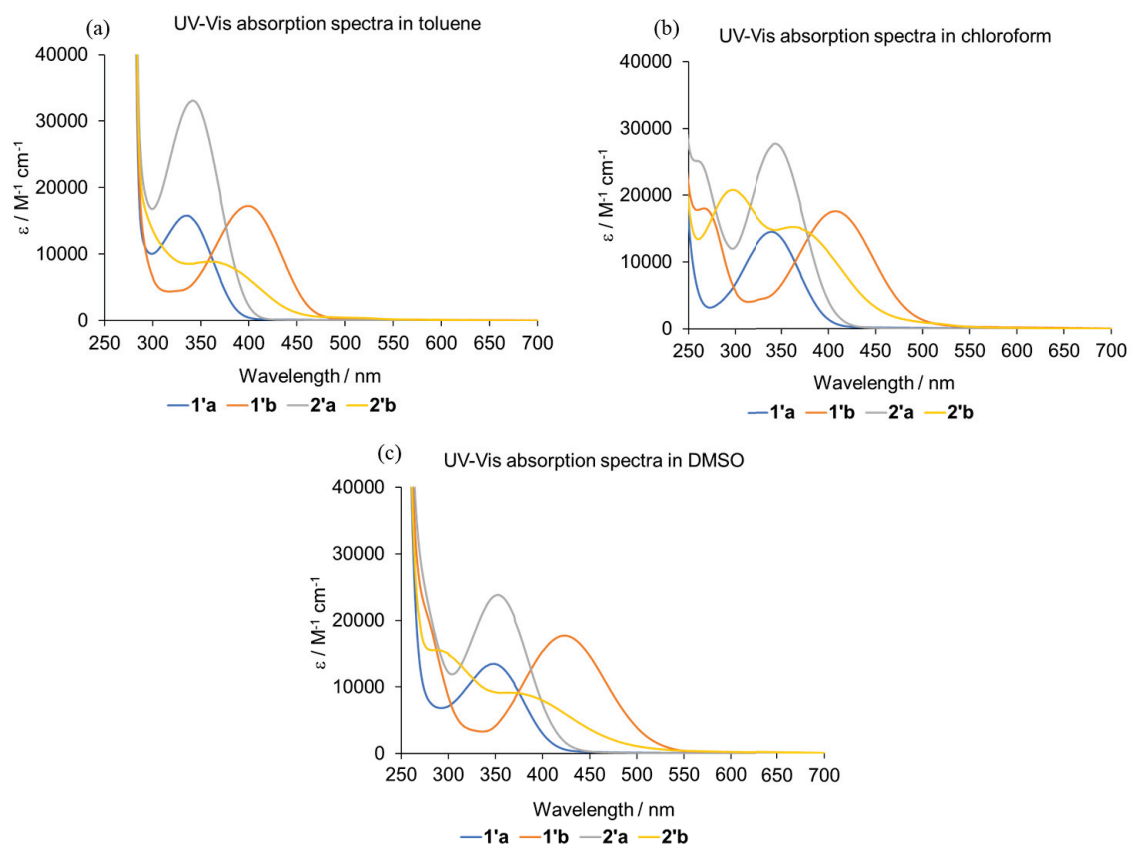 (a)
UV-Vis absorption spectra in toluene
40000
30000
20000
10000
0
ε / M-1 cm-1
250 300 350 400 450 500 550 600 650 700
Wavelength / nm
1'a 1'b 2'a 2'b
(b)
UV-Vis absorption spectra in chloroform
40000
30000
20000
10000
0
ε / M-1 cm-1
250 300 350 400 450 500 550 600 650 700
Wavelength / nm
1'a 1'b 2'a 2'b
(c)
UV-Vis absorption spectra in DMSO
40000
30000
20000
10000
0
ε / M-1 cm-1
250 300 350 400 450 500 550 600 650 700
Wavelength / nm
1'a 1'b 2'a 2'b